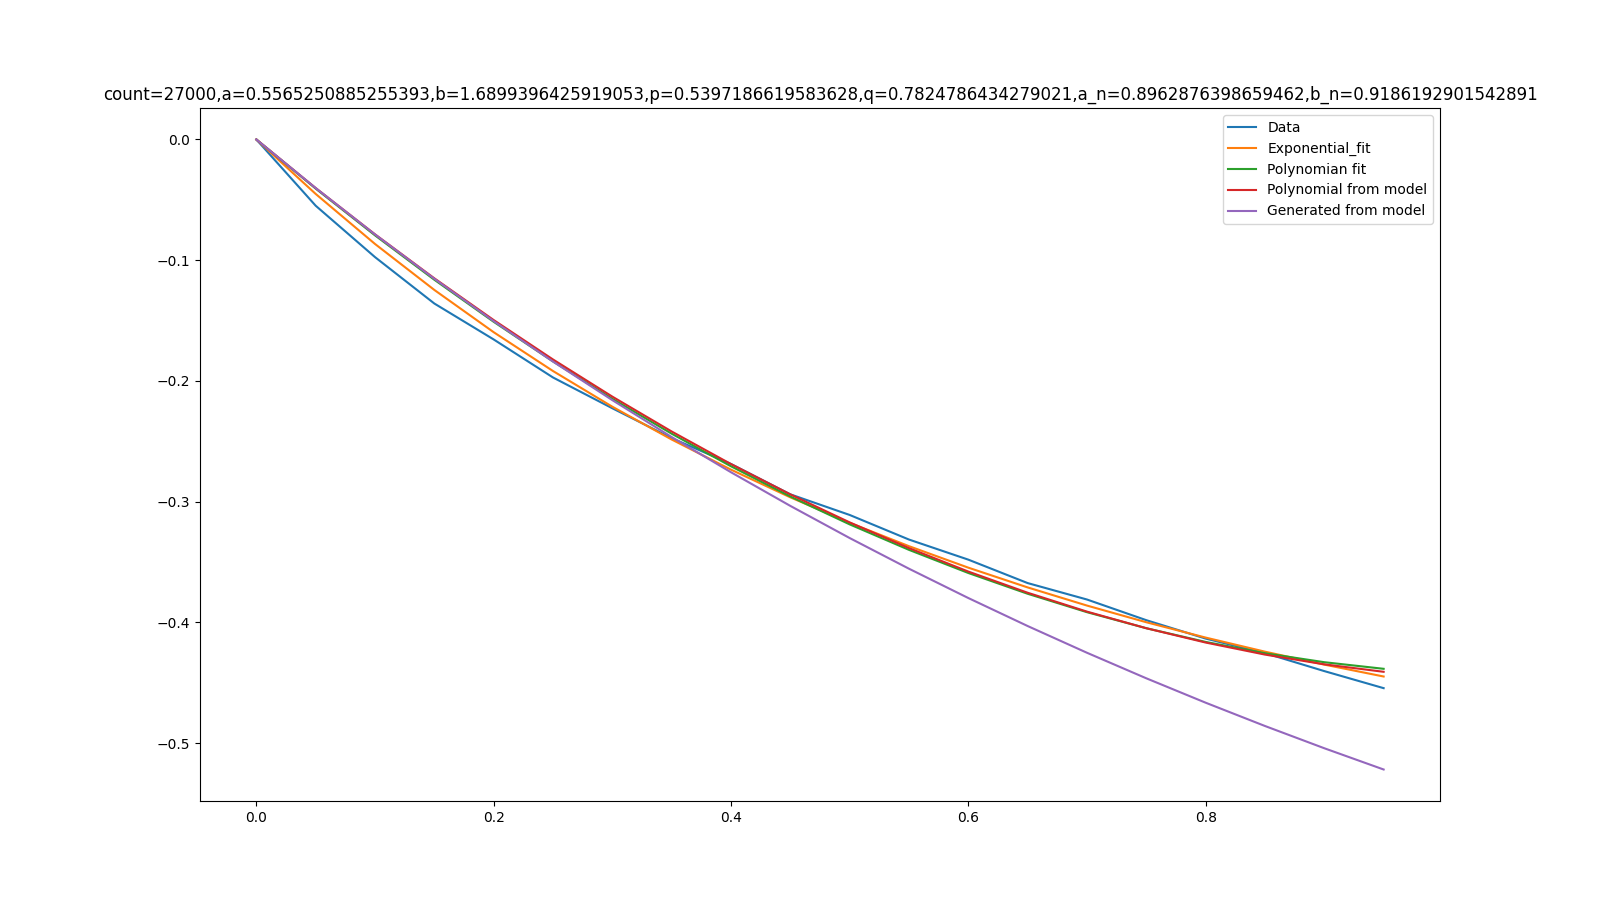 count=27000,a=0.5565250885255393,b=1.6899396425919053,p=0.5397186619583628,q=0.7824786434279021,a_n=0.8962876398659462,b_n=0.9186192901542891
Data
Exponential_fit
Polynomian fit
Polynomial from model
Generated from model
0.0
−0.1
−0.2
−0.3
−0.4
−0.5
0.0 0.2 0.4 0.6 0.8